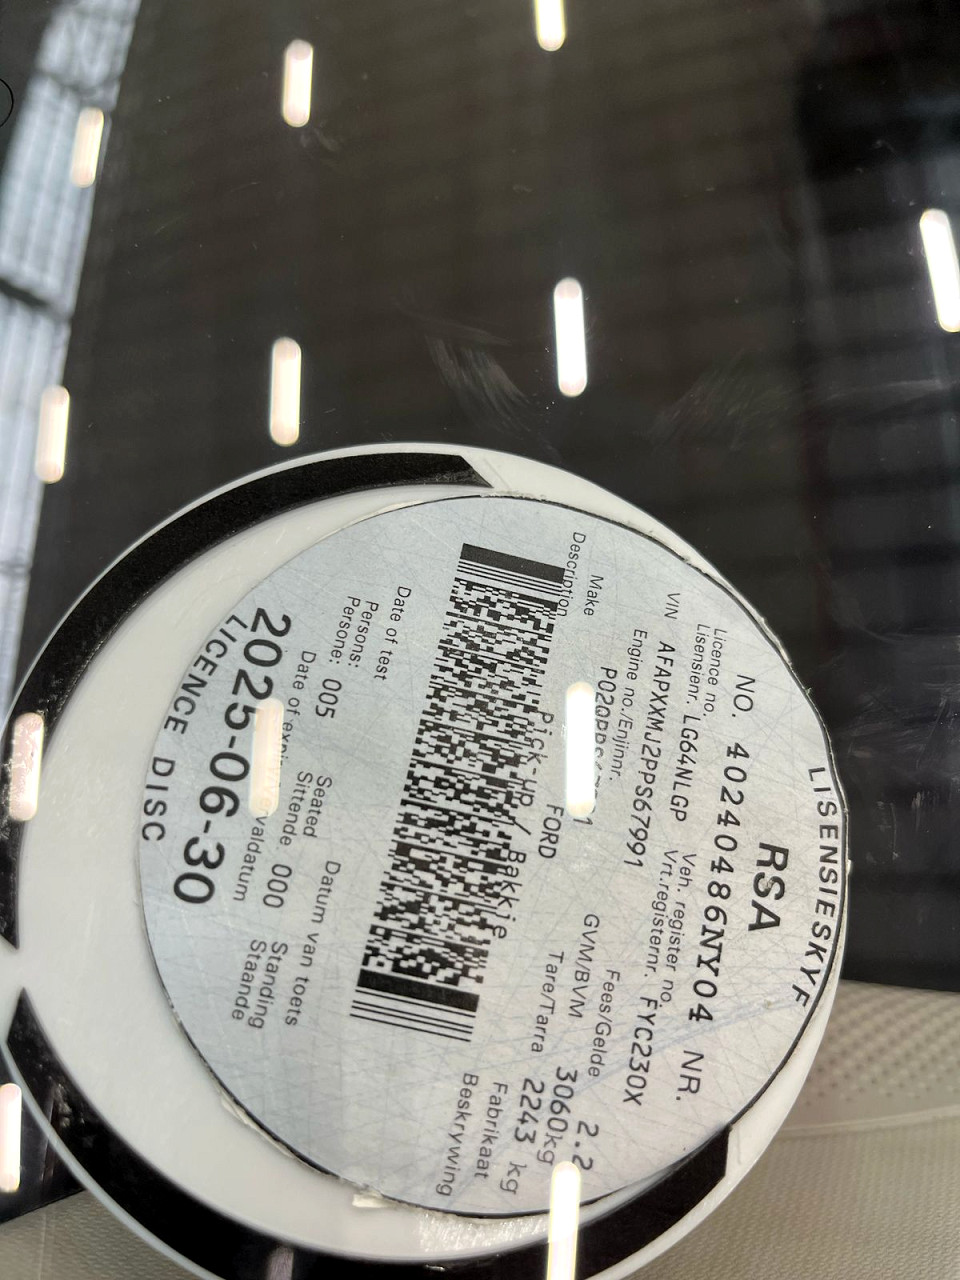 LISENSIESKYF
RSA
NO. 40240486NY04 NR.
Licence no.
Lisensienr. LG64NLGP
Veh. register no.
Vrt.registernr. FYC230X
VIN AFAPXXMJ2PPS67991
Engine no./Enjinnr.
Fees/Gelde 2.2
GVM/BVM 3060kg
Make FORD Tare/Tarra 2243 kg
Fabrikaat
Description Pick-up / Bakkie Beskrywing
Date of test Datum van toets
Persons:
Persone: 005
Seated
Sittende 000
Standing
Staande
Date of valdatum
2025-06-30
LICENCE DISC